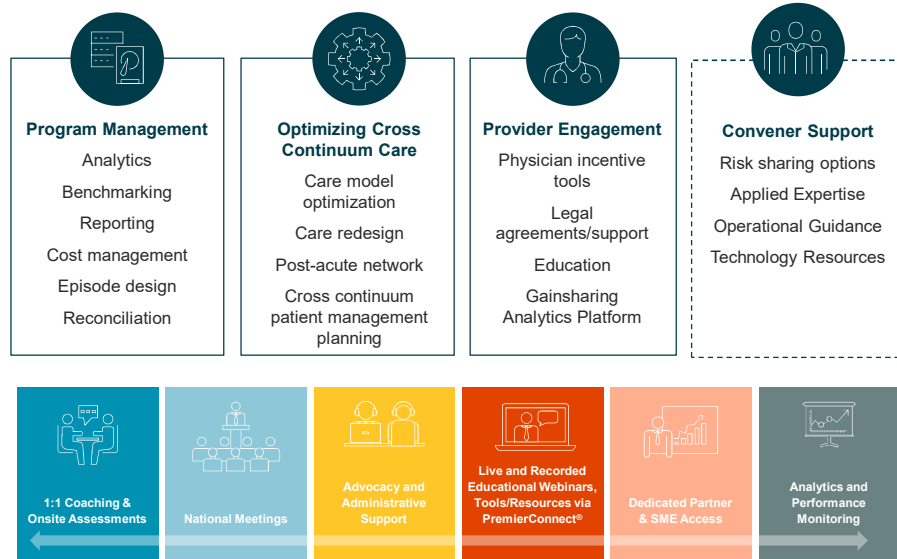 Program Management
Analytics
Benchmarking
Reporting
Cost management
Episode design
Reconciliation
Optimizing Cross
Continuum Care
Care model
optimization
Care redesign
Post-acute network
Cross continuum
patient management
planning
Provider Engagement
Physician incentive
tools
Legal
agreements/support
Education
Gainsharing
Analytics Platform
Convener Support
Risk sharing options
Applied Expertise
Operational Guidance
Technology Resources
1:1 Coaching &
Onsite Assessments
National Meetings
Advocacy and
Administrative
Support
Live and Recorded
Educational Webinars,
Tools/Resources via
PremierConnect®
Dedicated Partner
& SME Access
Analytics and
Performance
Monitoring